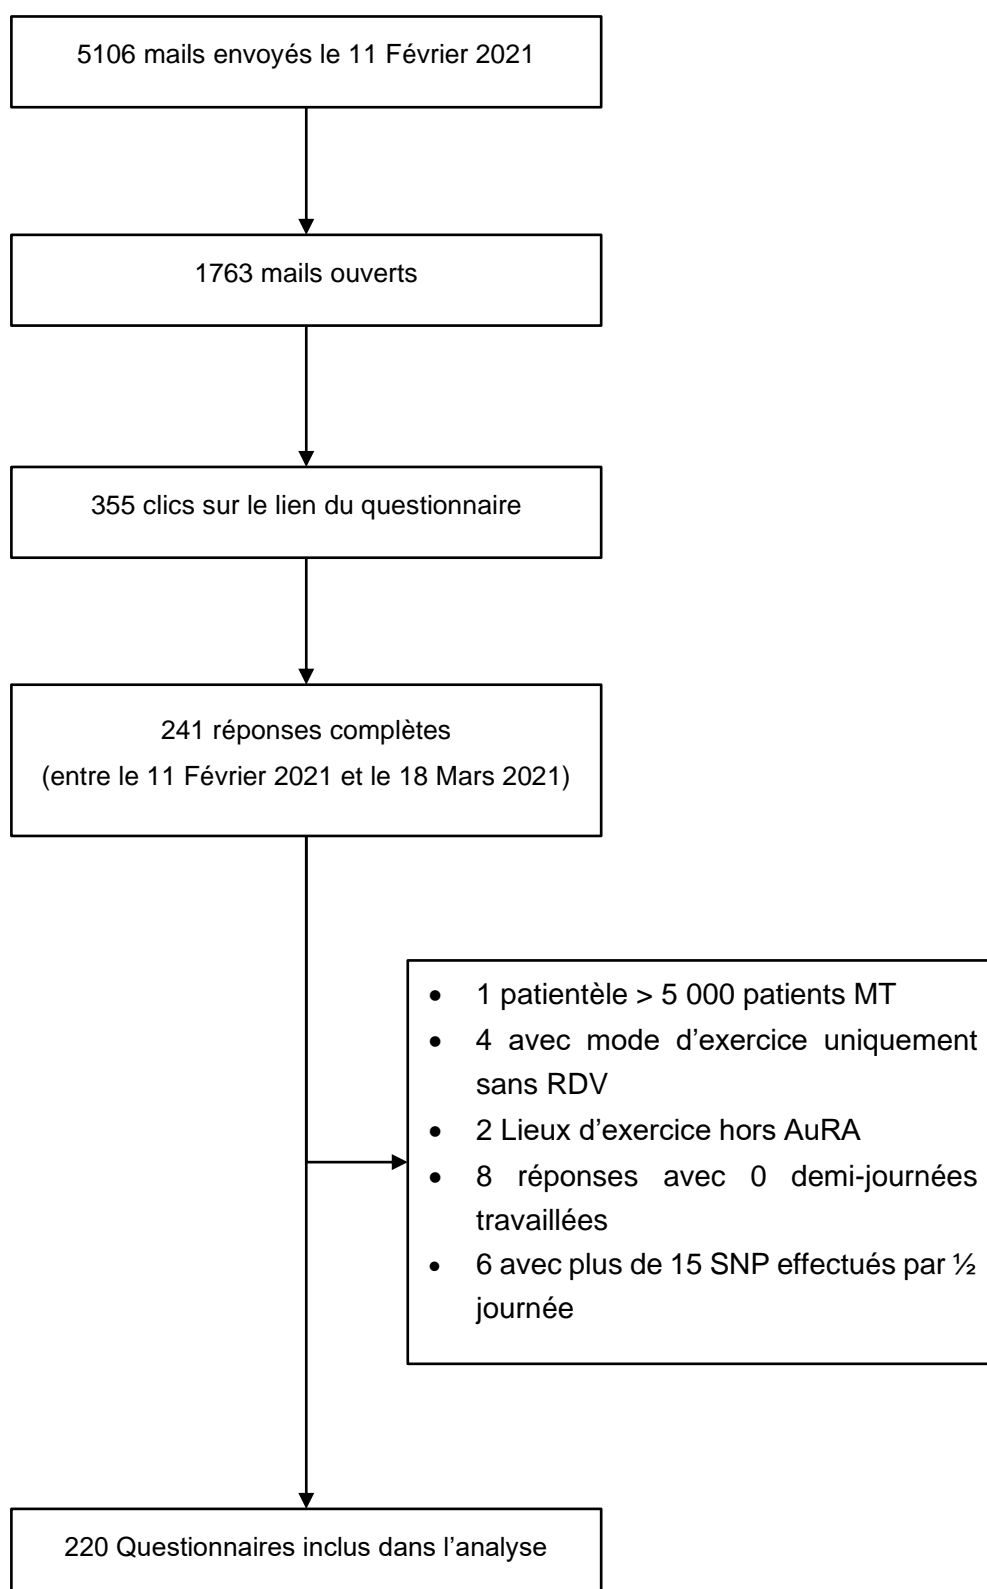 5106 mails envoyés le 11 Février 2021
1763 mails ouverts
355 clics sur le lien du questionnaire
241 réponses complètes
(entre le 11 Février 2021 et le 18 Mars 2021)
• 1 patientèle > 5 000 patients MT
• 4 avec mode d’exercice uniquement
sans RDV
• 2 Lieux d’exercice hors AuRA
• 8 réponses avec 0 demi-journées
travaillées
• 6 avec plus de 15 SNP effectués par ½
journée
220 Questionnaires inclus dans l’analyse